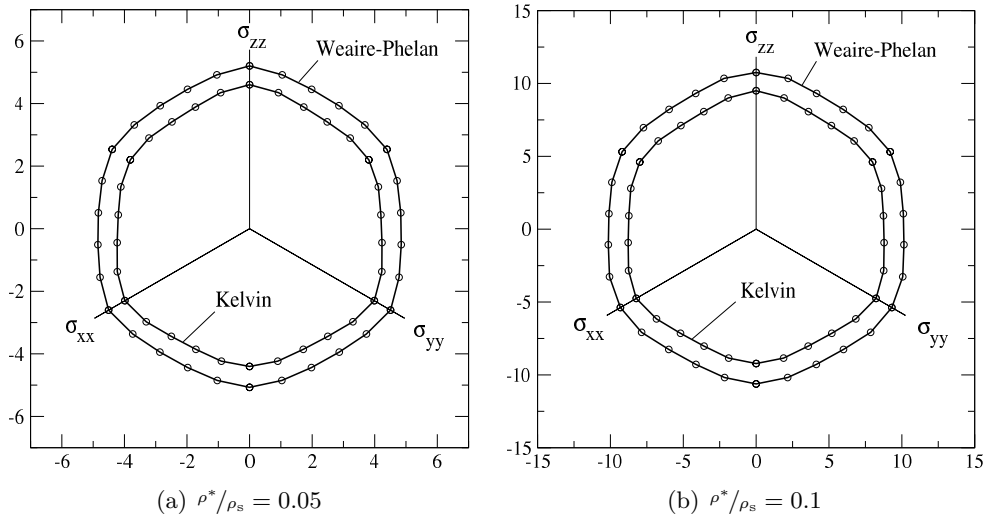 σzz
Weaire-Phelan
6
4
2
0
-2
-4
-6
Kelvin
σxx
σyy
-6 -4 -2 0 2 4 6
(a) ρ*/ρs = 0.05
σzz
Weaire-Phelan
15
10
5
0
-5
-10
-15
Kelvin
σxx
σyy
-15 -10 -5 0 5 10 15
(b) ρ*/ρs = 0.1